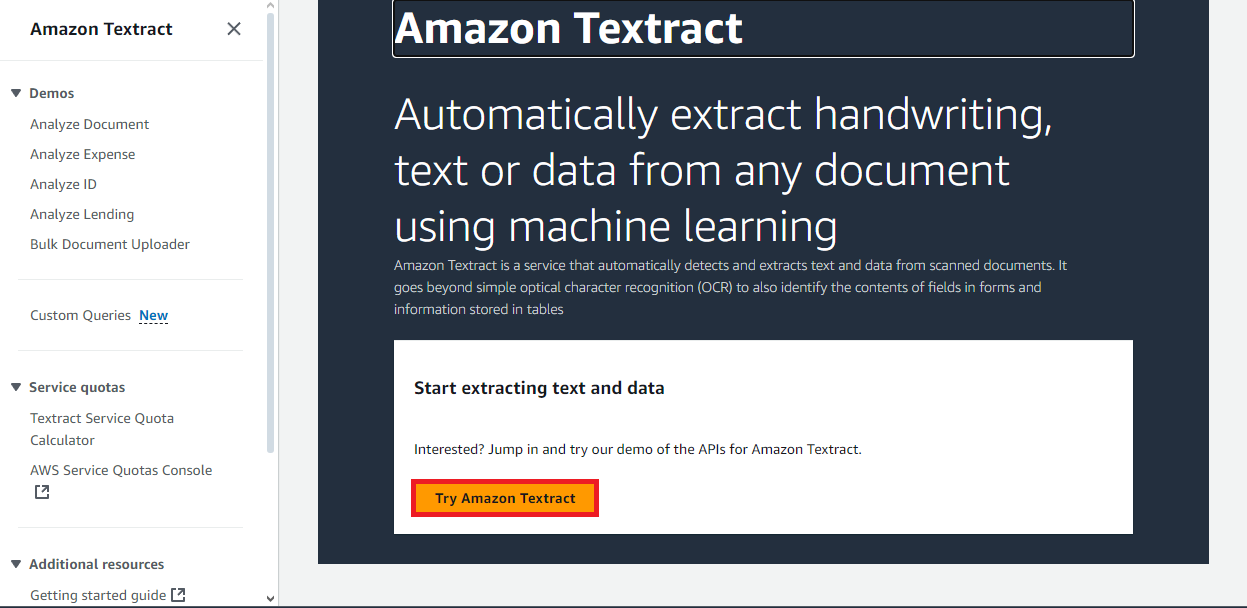 Amazon Textract
Demos
Analyze Document
Analyze Expense
Analyze ID
Analyze Lending
Bulk Document Uploader
Custom Queries New
Service quotas
Textract Service Quota
Calculator
AWS Service Quotas Console
Additional resources
Getting started guide
Amazon Textract
Automatically extract handwriting,
text or data from any document
using machine learning
Amazon Textract is a service that automatically detects and extracts text and data from scanned documents. It
goes beyond simple optical character recognition (OCR) to also identify the contents of fields in forms and
information stored in tables
Start extracting text and data
Interested? Jump in and try our demo of the APIs for Amazon Textract.
Try Amazon Textract